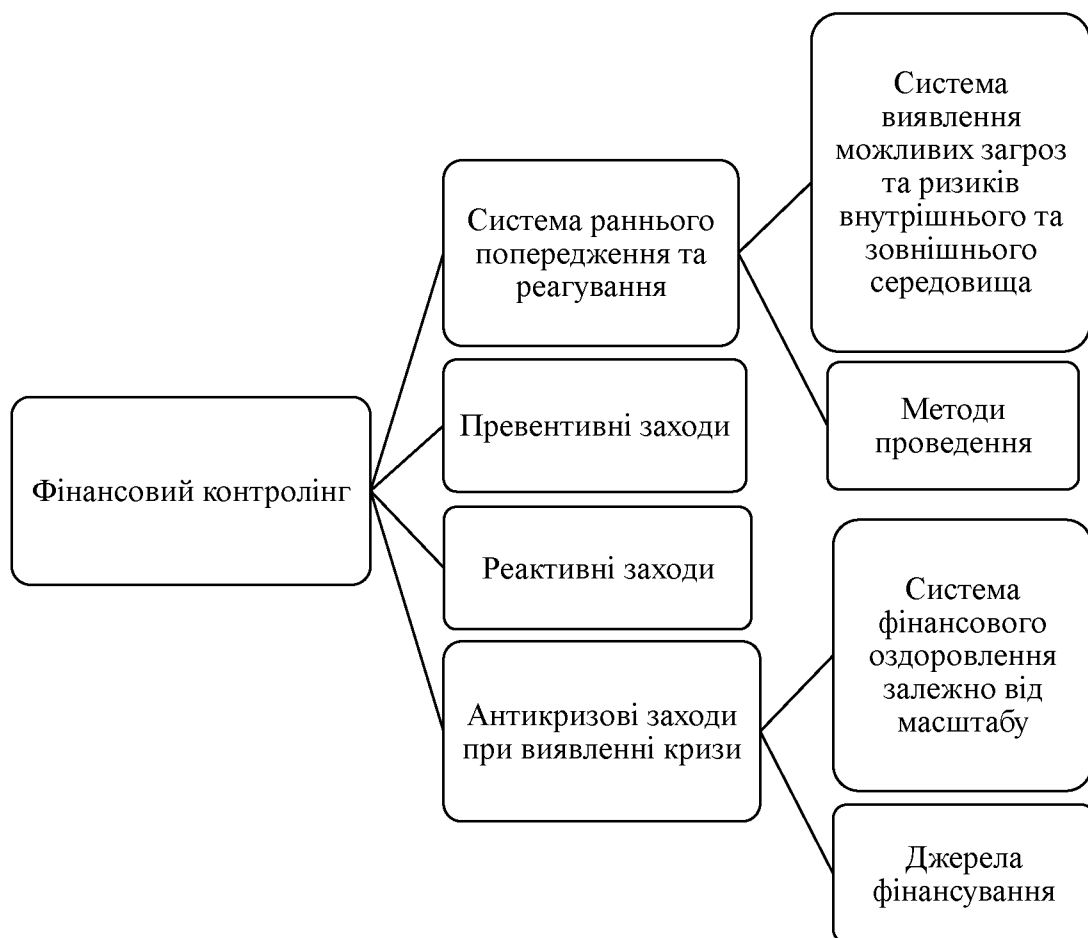 Фінансовий контролінг
Система раннього
попередження та
реагування
Превентивні заходи
Реактивні заходи
Антикризові заходи
при виявленні кризи
Система
виявлення
можливих загроз
та ризиків
внутрішнього та
зовнішнього
середовища
Методи
проведення
Система
фінансового
оздоровлення
залежно від
масштабу
Джерела
фінансування